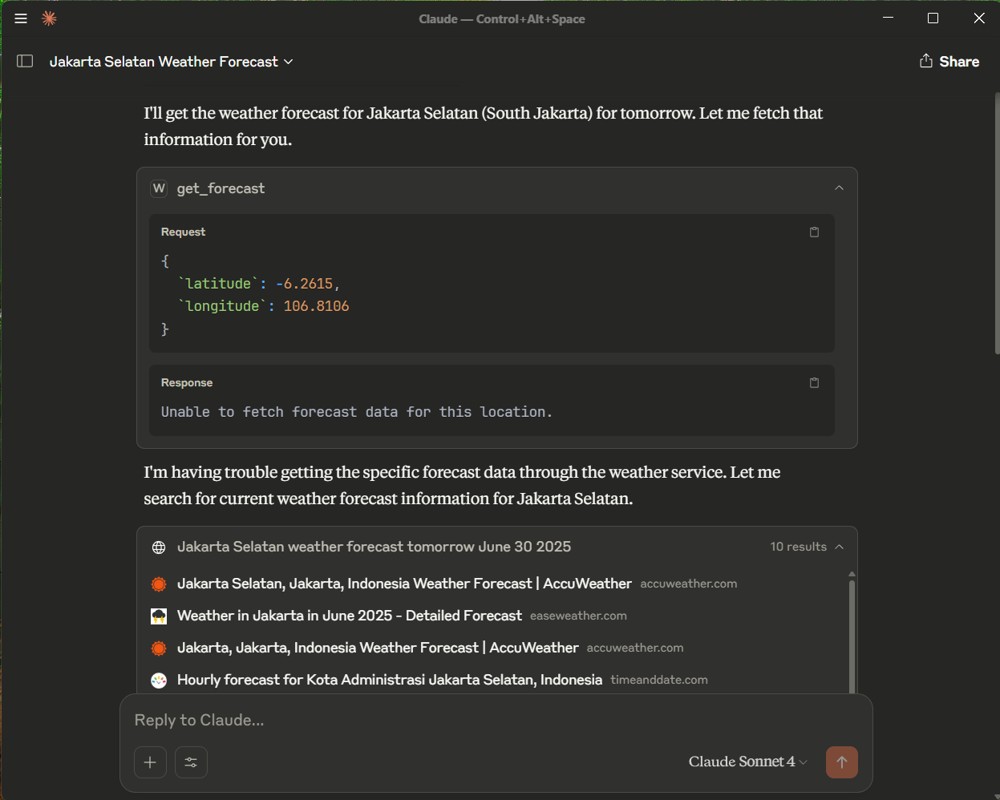 Claude — Control+Alt+Space
Jakarta Selatan Weather Forecast
Share
I'll get the weather forecast for Jakarta Selatan (South Jakarta) for tomorrow. Let me fetch that
information for you.
W get_forecast
Request
{
`latitude`: -6.2615,
`longitude`: 106.8106
}
Response
Unable to fetch forecast data for this location.
I'm having trouble getting the specific forecast data through the weather service. Let me
search for current weather forecast information for Jakarta Selatan.
Jakarta Selatan weather forecast tomorrow June 30 2025 10 results
Jakarta Selatan, Jakarta, Indonesia Weather Forecast | AccuWeather accuweather.com
Weather in Jakarta in June 2025 - Detailed Forecast easeweather.com
Jakarta, Jakarta, Indonesia Weather Forecast | AccuWeather accuweather.com
Hourly forecast for Kota Administrasi Jakarta Selatan, Indonesia timeanddate.com
Reply to Claude...
Claude Sonnet 4